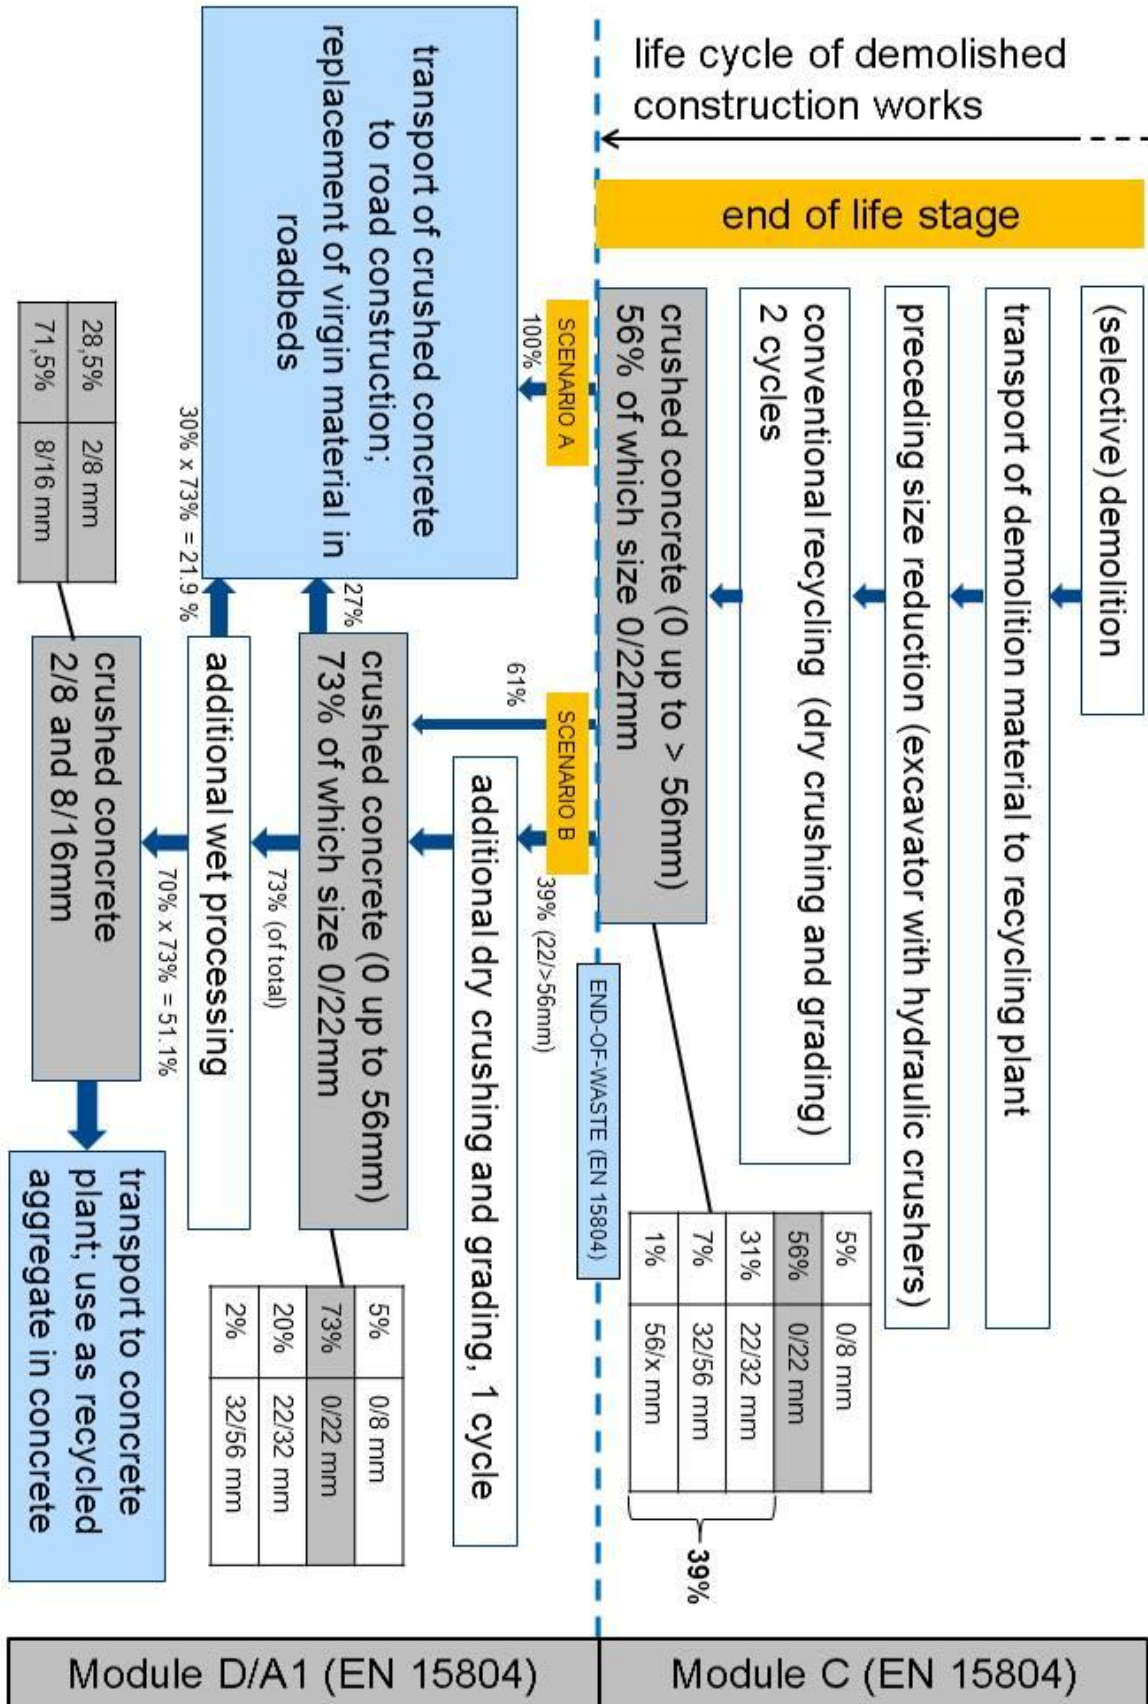 life cycle of demolished
construction works
end of life stage
(selective) demolition
transport of demolition material to recycling plant
preceding size reduction (excavator with hydraulic crushers)
conventional recycling (dry crushing and grading)
2 cycles
crushed concrete (0 up to > 56mm)
56% of which size 0/22mm
5% 0/8 mm
56% 0/22 mm
31% 22/32 mm
7% 32/56 mm
1% 56/x mm
39%
Module C (EN 15804)
END-OF-WASTE (EN 15804)
SCENARIO A
100%
SCENARIO B
61%
39% (22/>56mm)
transport of crushed concrete
to road construction;
replacement of virgin material in
roadbeds
additional dry crushing and grading, 1 cycle
crushed concrete (0 up to 56mm)
73% of which size 0/22mm
27%
5% 0/8 mm
73% 0/22 mm
20% 22/32 mm
2% 32/56 mm
73% (of total)
additional wet processing
30% x 73% = 21.9 %
70% x 73% = 51.1%
crushed concrete
2/8 and 8/16mm
28,5% 2/8 mm
71,5% 8/16 mm
transport to concrete
plant; use as recycled
aggregate in concrete
Module D/A1 (EN 15804)